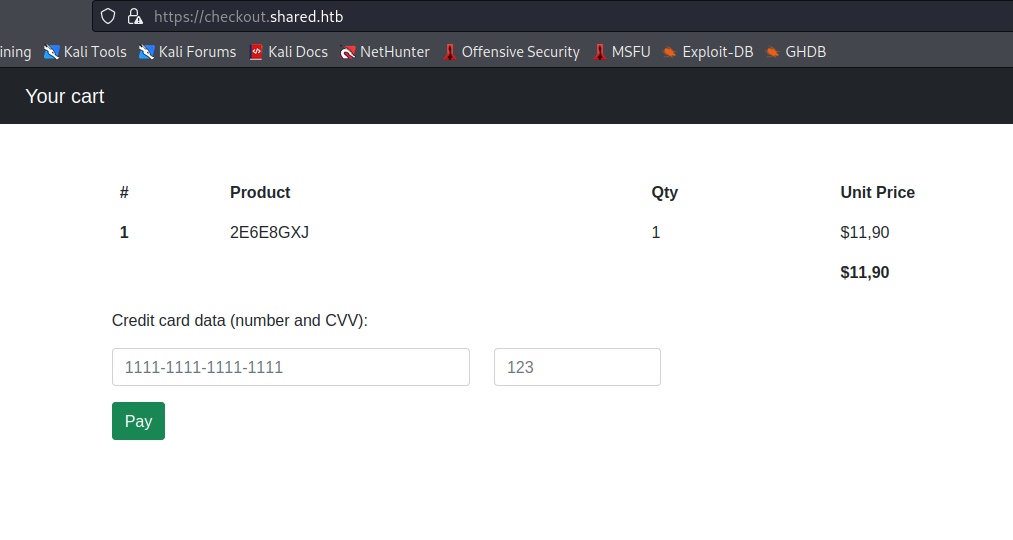 https://checkout.shared.htb
ining Kali Tools Kali Forums Kali Docs NetHunter Offensive Security MSFU Exploit-DB GHDB
Your cart
# Product Qty Unit Price
1 2E6E8GXJ 1 $11,90
$11,90
Credit card data (number and CVV):
1111-1111-1111-1111 123
Pay